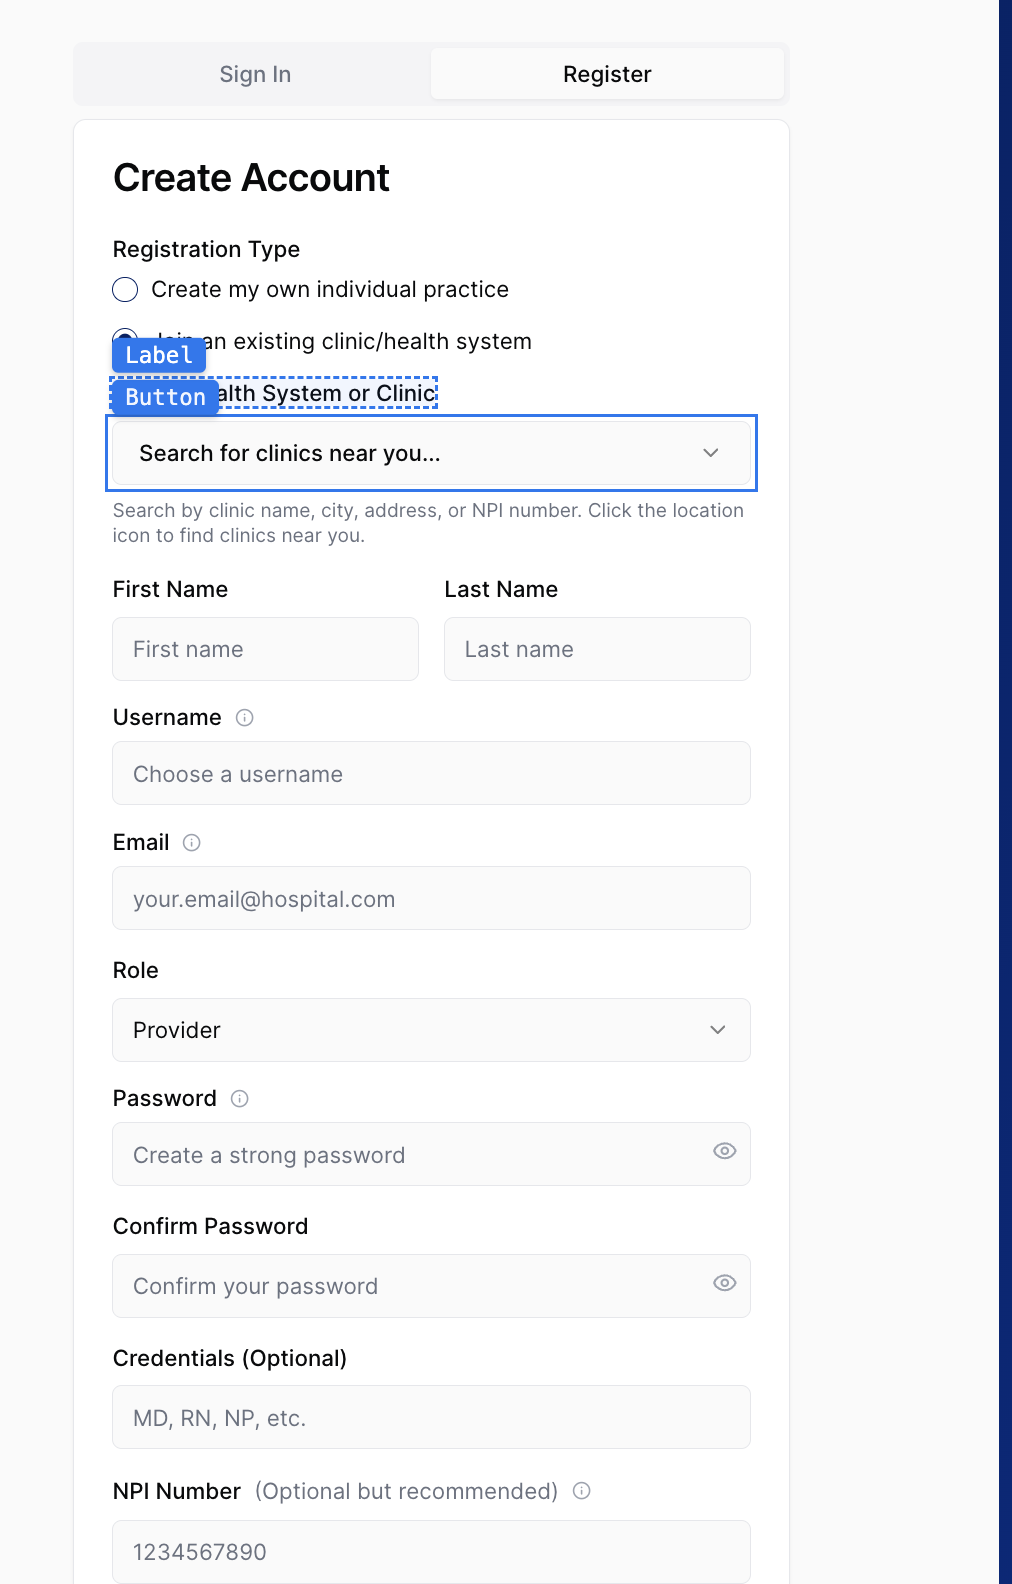 Sign In
Register
Create Account
Registration Type
Create my own individual practice
an existing clinic/health system
Label
Button
System or Clinic
Search for clinics near you...
Search by clinic name, city, address, or NPI number. Click the location
icon to find clinics near you.
First Name
Last Name
First name
Last name
Username
Choose a username
Email
your.email@hospital.com
Role
Provider
Password
Create a strong password
Confirm Password
Confirm your password
Credentials (Optional)
MD, RN, NP, etc.
NPI Number (Optional but recommended)
1234567890